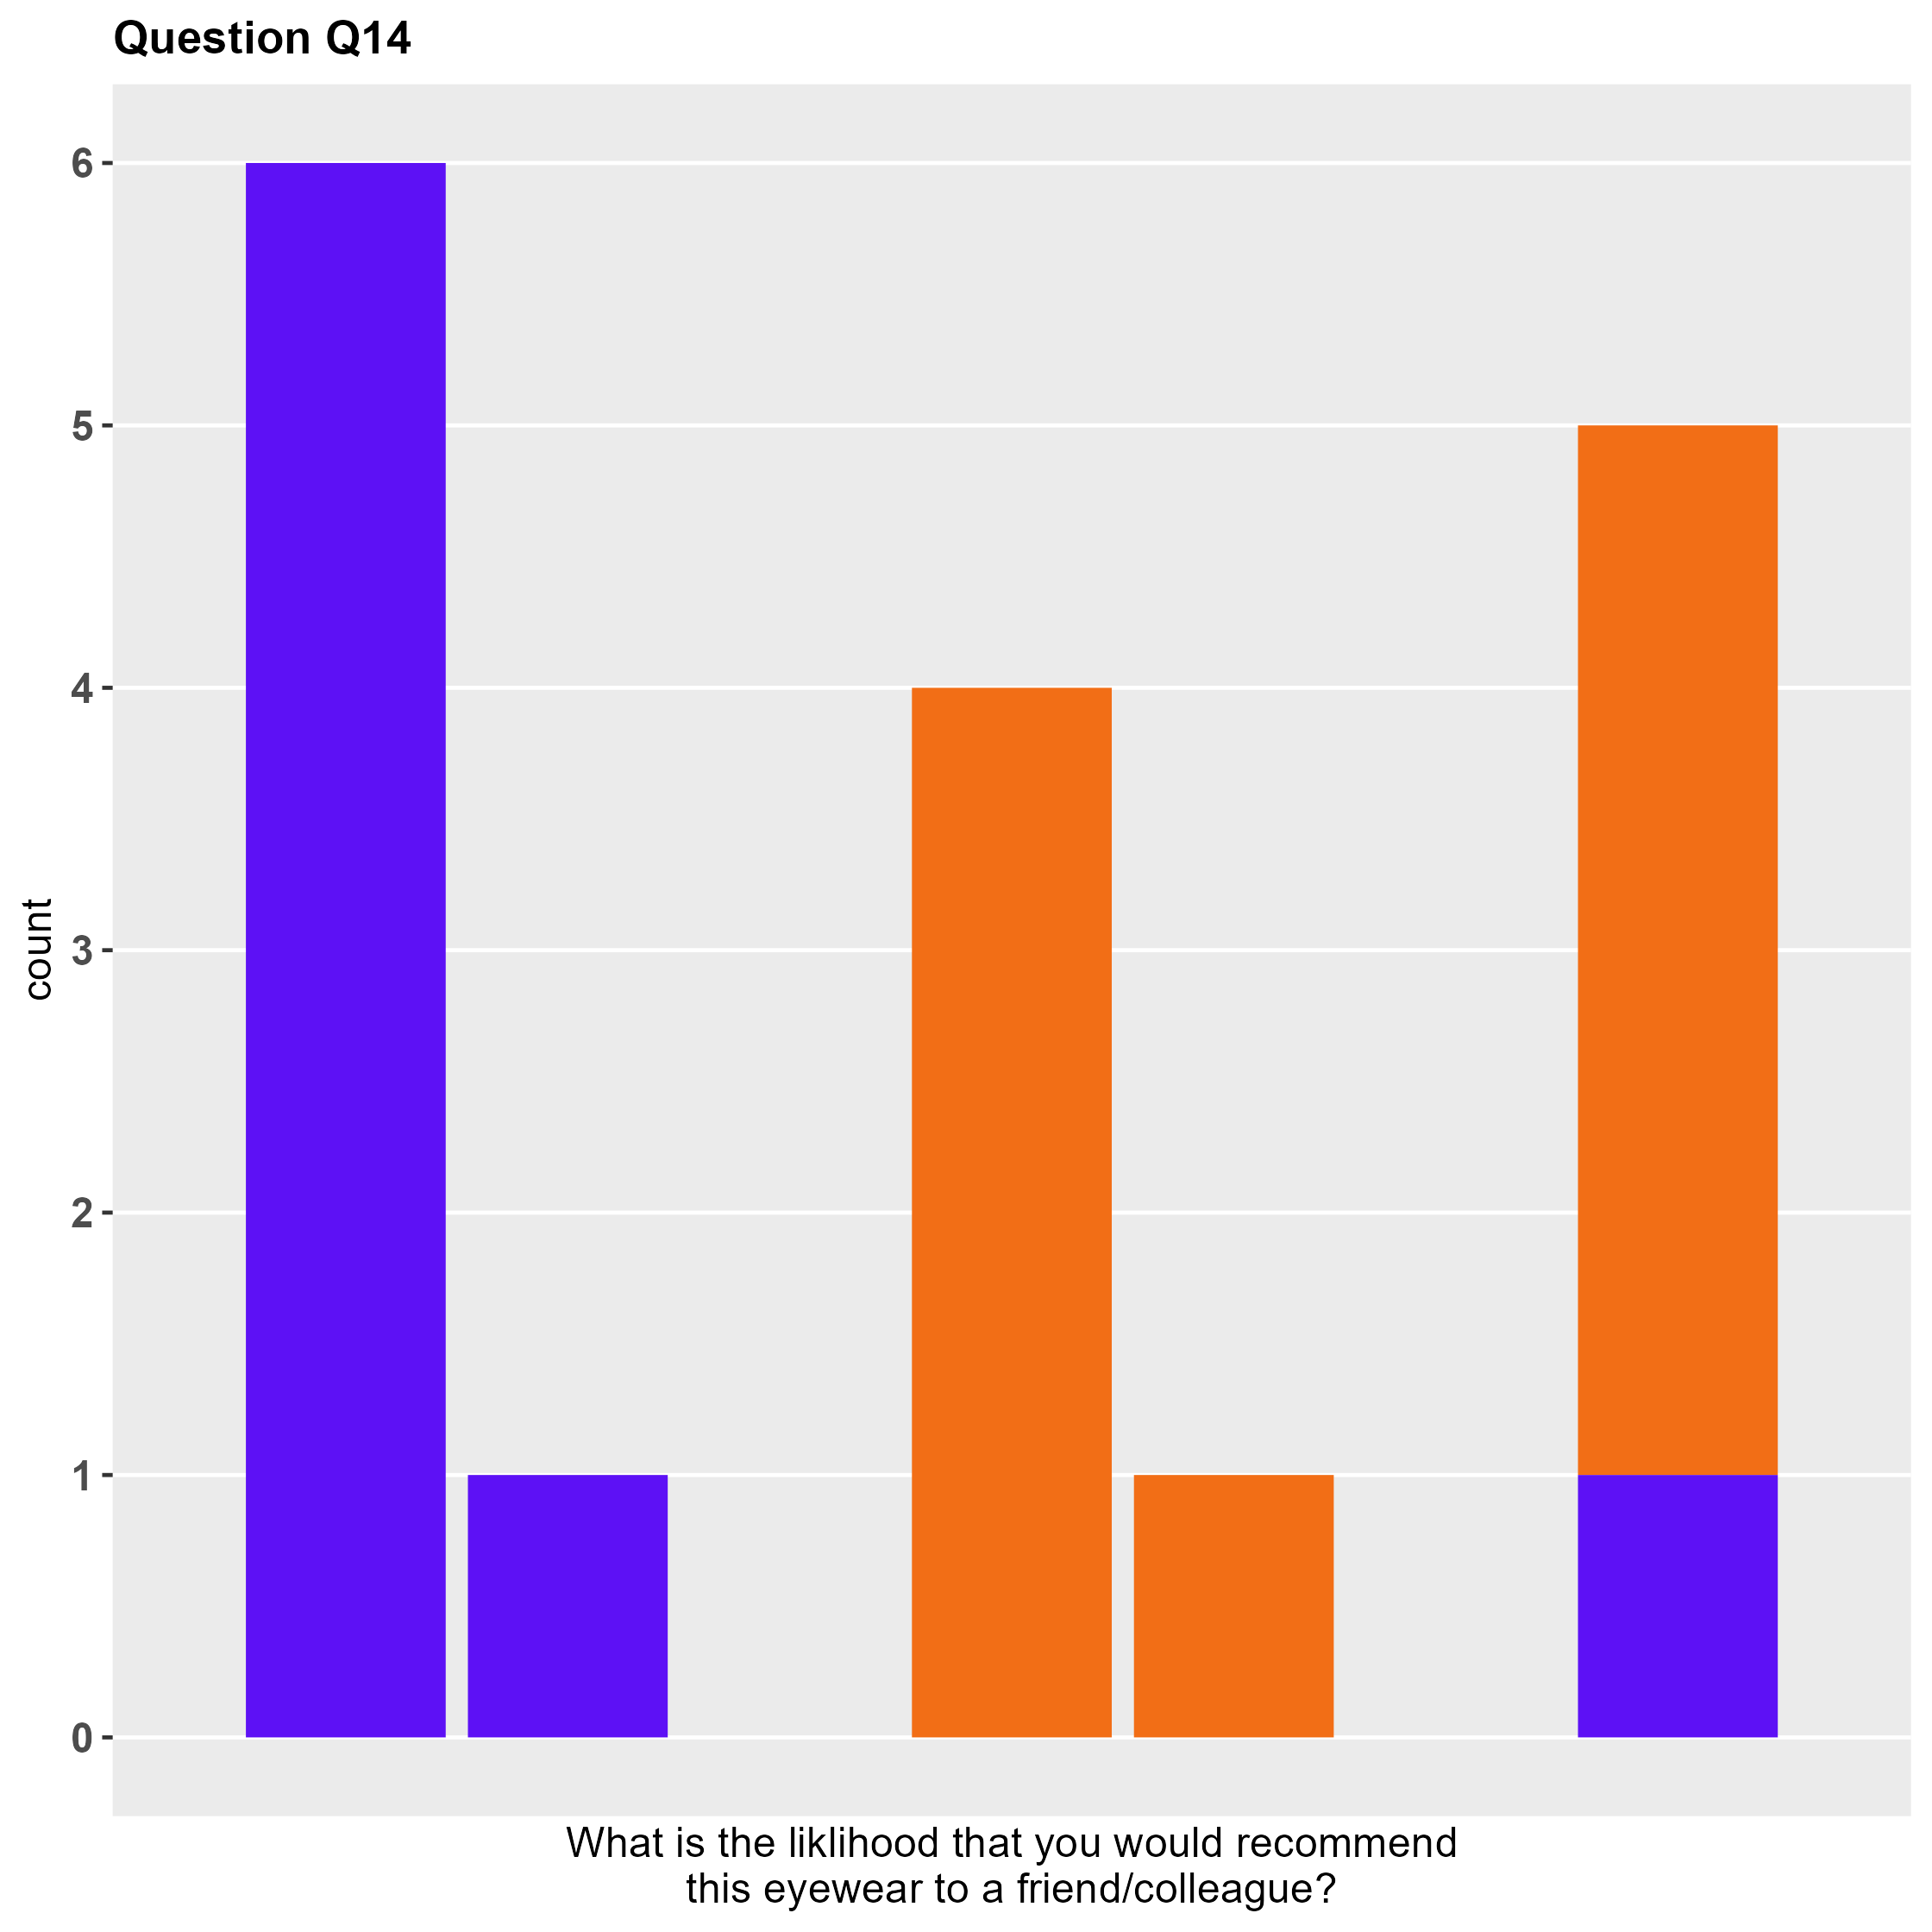 Question Q14
6
5
4
3
2
1
0
count
What is the liklihood that you would recommend
this eyewear to a friend/colleague?